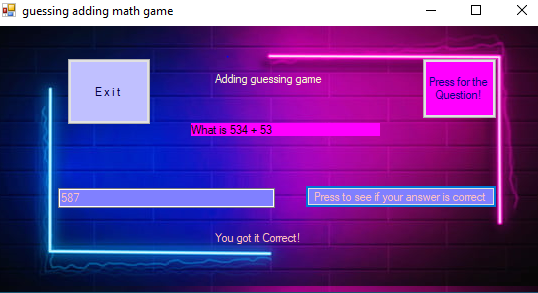 guessing adding math game
Exit
Adding guessing game
Press for the
Question!
What is 534 + 53
587
Press to see if your answer is correct
You got it Correct!